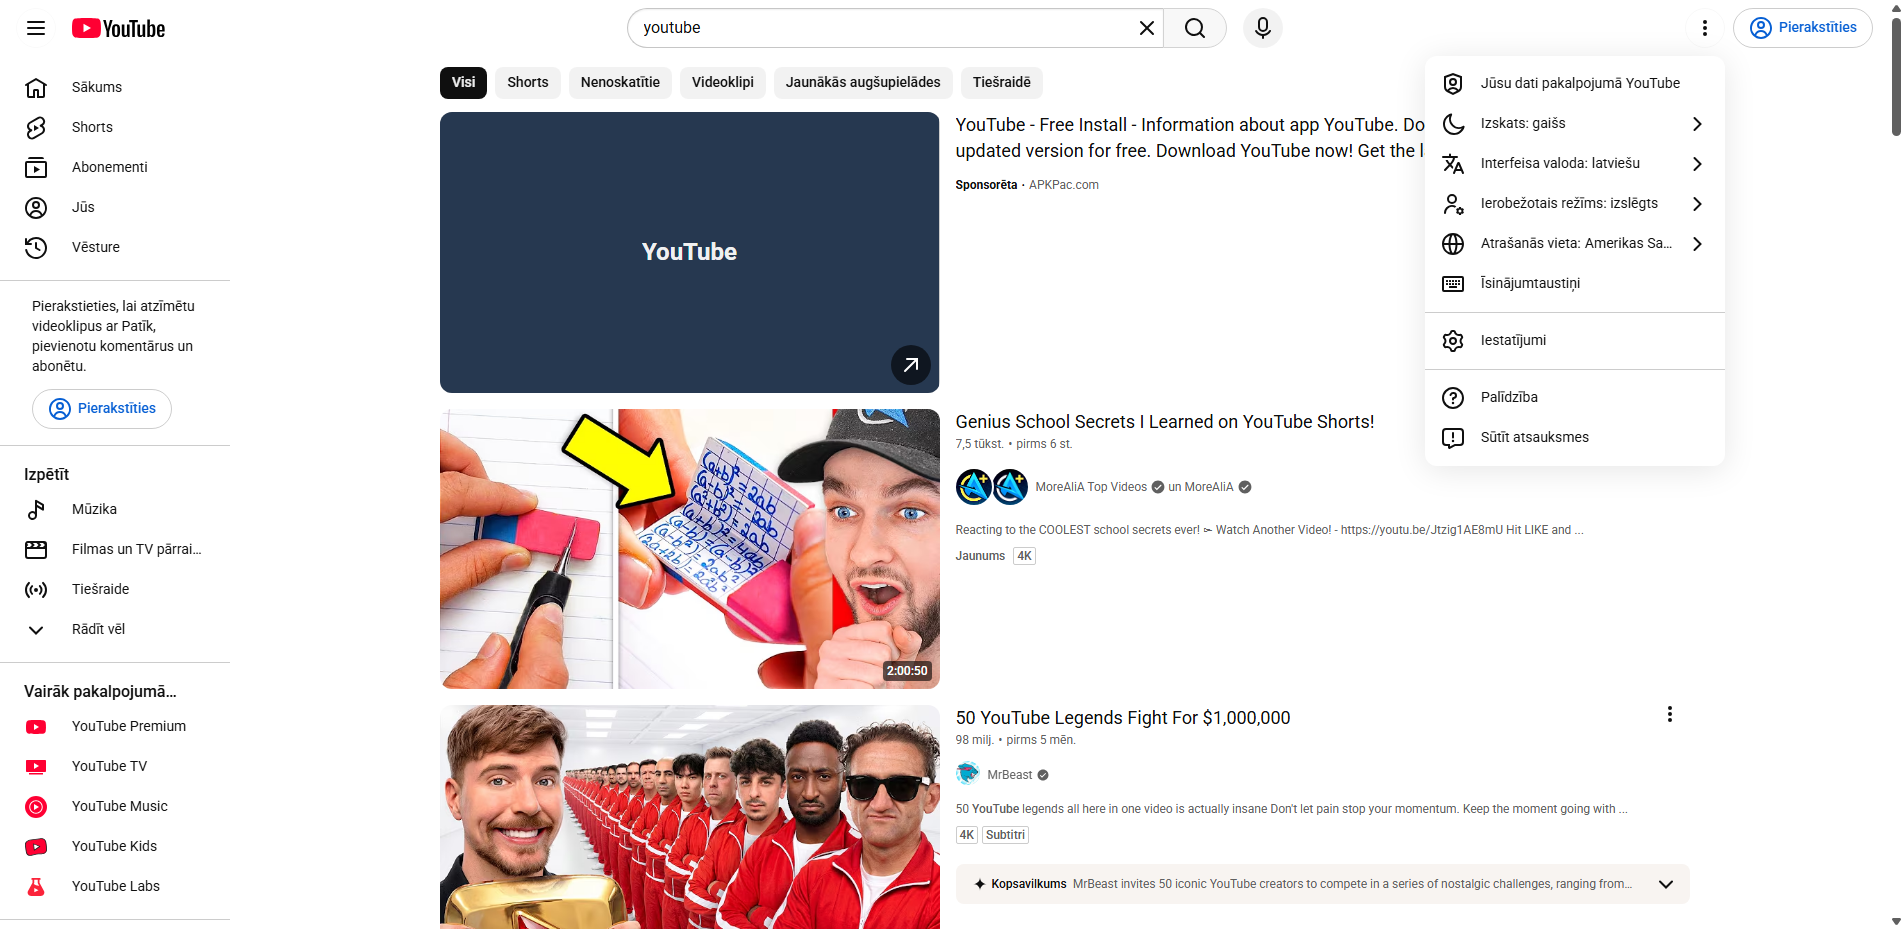 YouTube
youtube
Pierakstīties
Sākums
Shorts
Abonementi
Jūs
Vēsture
Pierakstieties, lai atzīmētu
videoklipus ar Patīk,
pievienotu komentārus un
abonētu.
Pierakstīties
Izpētīt
Mūzika
Filmas un TV pārrai...
Tiešraide
Rādīt vēl
Vairāk pakalpojumā...
YouTube Premium
YouTube TV
YouTube Music
YouTube Kids
YouTube Labs
Visi
Shorts
Nenoskatītie
Videoklipi
Jaunākās augšupielādes
Tiešraidē
YouTube
YouTube - Free Install - Information about app YouTube. Do
updated version for free. Download YouTube now! Get the l
Sponsorēta · APKPac.com
2:00:50
Genius School Secrets I Learned on YouTube Shorts!
7,5 tūkst. • pirms 6 st.
MoreAliA Top Videos un MoreAliA
Reacting to the COOLEST school secrets ever! ➛ Watch Another Video! - https://youtu.be/Jtzig1AE8mU Hit LIKE and ...
Jaunums 4K
50 YouTube Legends Fight For $1,000,000
98 milj. • pirms 5 mēn.
MrBeast
50 YouTube legends all here in one video is actually insane Don't let pain stop your momentum. Keep the moment going with ...
4K Subtitri
Kopsavilkums MrBeast invites 50 iconic YouTube creators to compete in a series of nostalgic challenges, ranging from...
Jūsu dati pakalpojumā YouTube
Izskats: gaišs
Interfeisa valoda: latviešu
Ierobežotais režīms: izslēgts
Atrašanās vieta: Amerikas Sa...
Īsinājumtaustiņi
Iestatījumi
Palīdzība
Sūtīt atsauksmes